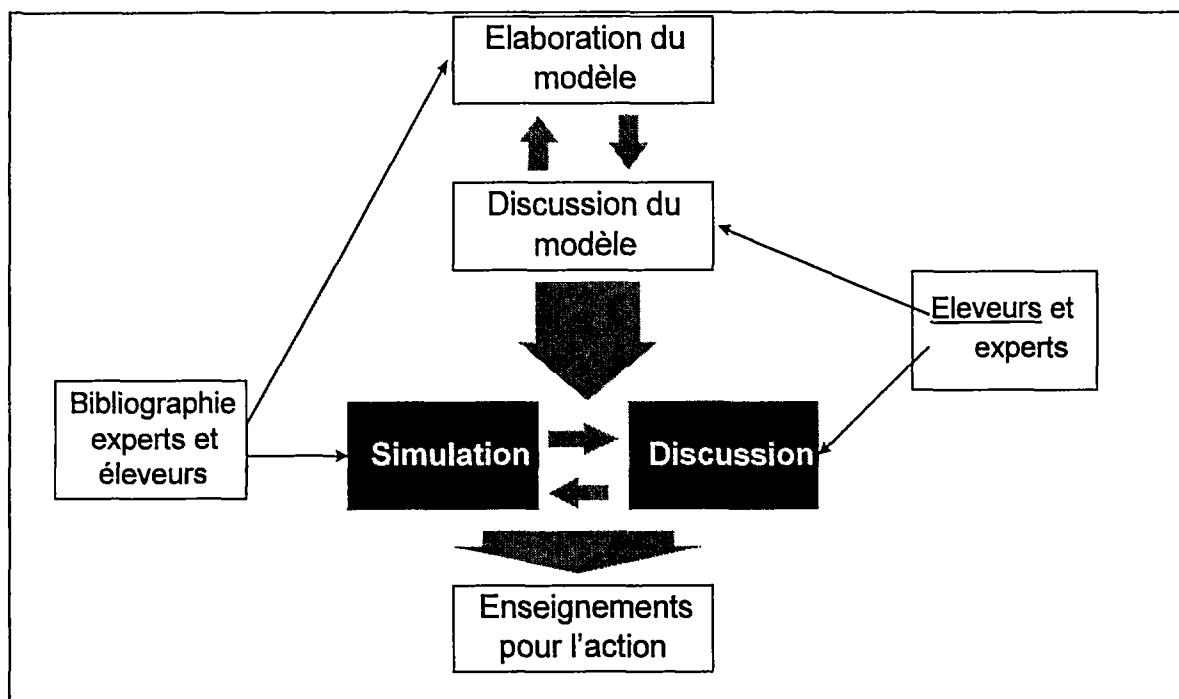 Elaboration du
modèle
Discussion du
modèle
Eleveurs et
experts
Bibliographie
experts et
éleveurs
Simulation
Discussion
Enseignements
pour l'action